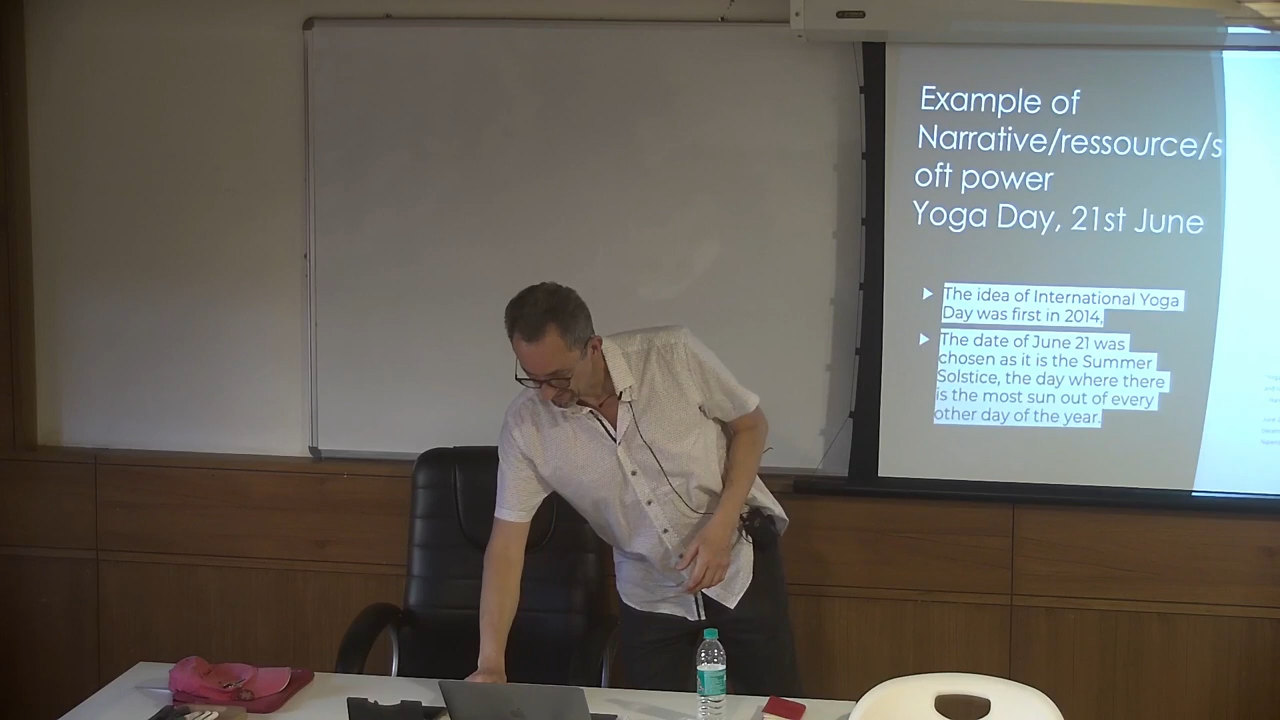 Example of
Narrative/ressource/s
oft power
Yoga Day, 21st June
The idea of International Yoga
Day was first in 2014,
The date of June 21 was
chosen as it is the Summer
Solstice, the day where there
is the most sun out of every
other day of the year.